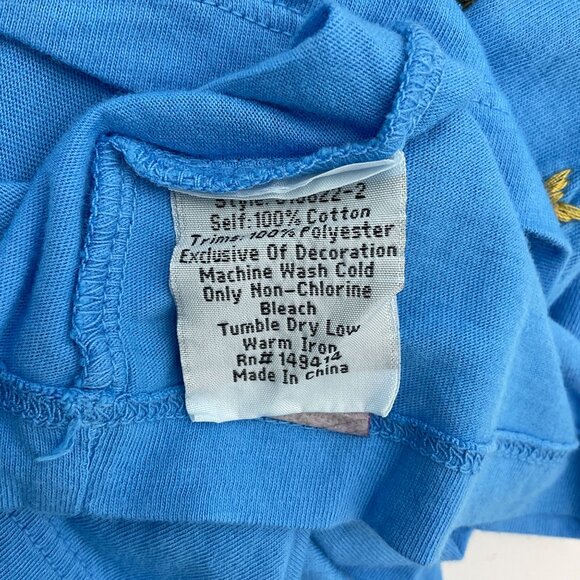 Style:
Self:100% Cotton
Trims: 100% Polyester
Exclusive Of Decoration
Machine Wash Cold
Only Non-Chlorine
Bleach
Tumble Dry Low
Warm Iron
Rn# 149414
Made In China